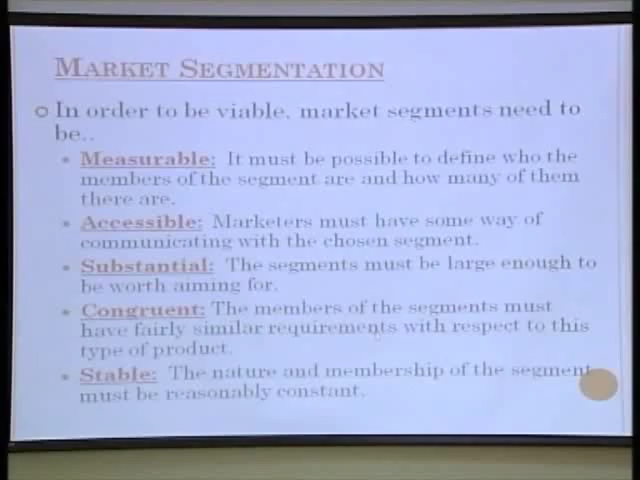 MARKET SEGMENTATION
In order to be viable, market segments need to
be..
Measurable: It must be possible to define who the
members of the segment are and how many of them
there are.
Accessible: Marketers must have some way of
communicating with the chosen segment.
Substantial: The segments must be large enough to
be worth aiming for.
Congruent: The members of the segments must
have fairly similar requirements with respect to this
type of product.
Stable: The nature and membership of the segment
must be reasonably constant.